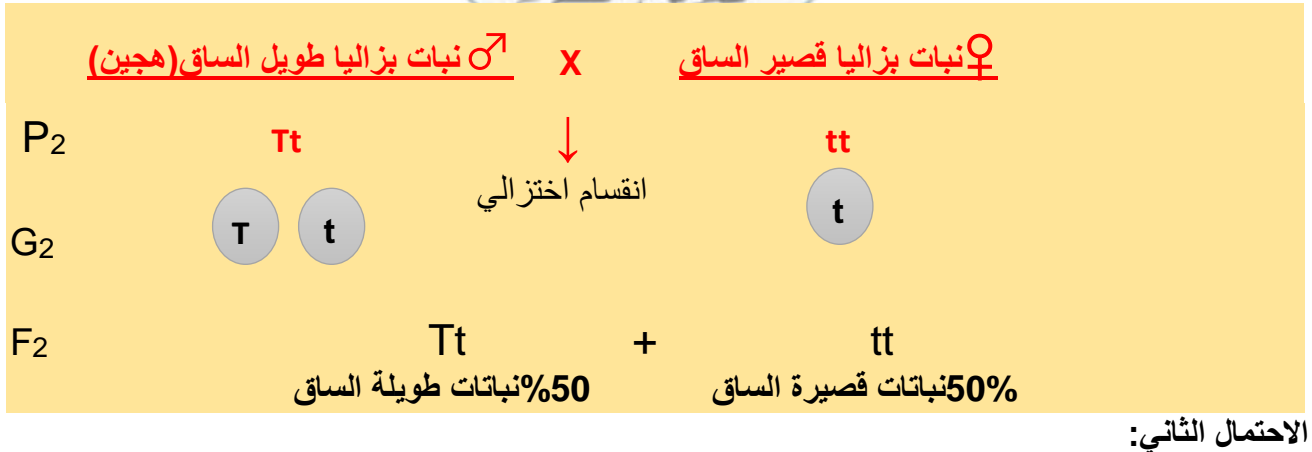 ♀نبات بزاليا قصير الساق X ♂ نبات بزاليا طويل الساق(هجين)
P2 Tt ↓ tt
انقسام اختزالي
G2 T t t
F2 Tt + tt
50%نباتات قصيرة الساق 50%نباتات طويلة الساق
الاحتمال الثاني: